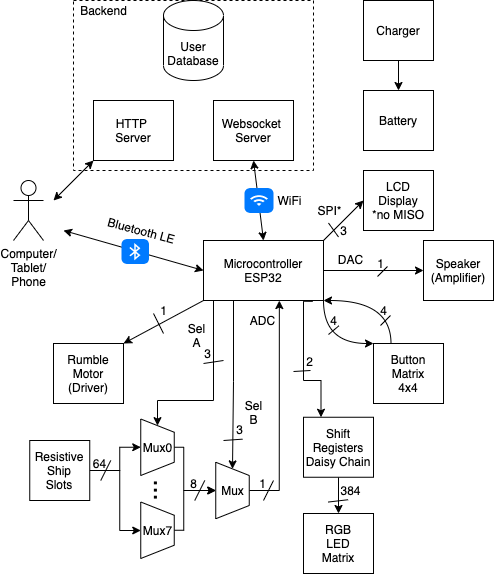 Backend
User
Database
HTTP
Server
Websocket
Server
Charger
Battery
WiFi
LCD
Display
*no MISO
SPI*
3
Computer/
Tablet/
Phone
Bluetooth LE
Microcontroller
ESP32
DAC
1
Speaker
(Amplifier)
1
Rumble
Motor
(Driver)
Sel
A
3
ADC
2
4
4
Button
Matrix
4x4
Sel
B
3
Resistive
Ship
Slots
64
Mux0
...
Mux7
8
Mux
1
Shift
Registers
Daisy Chain
384
RGB
LED
Matrix